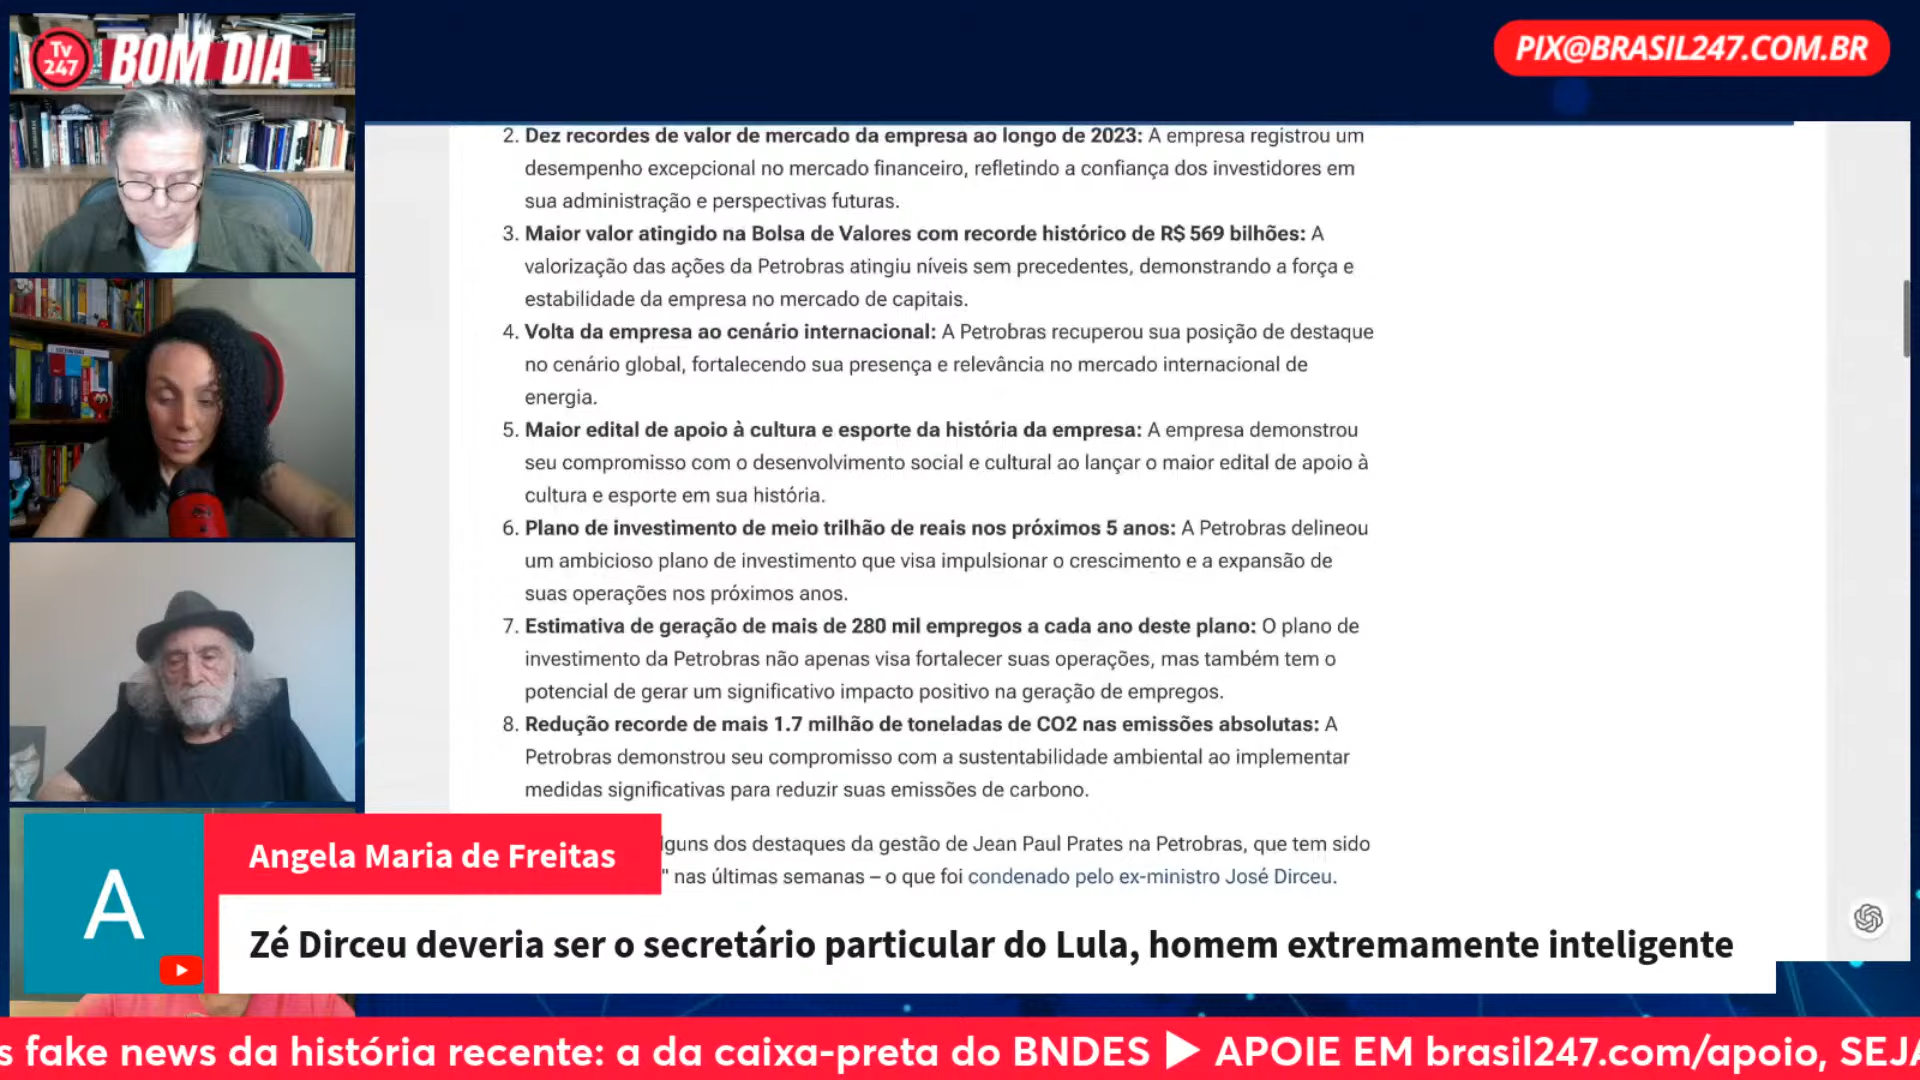 Tv 247
BOM DIA
PIX@BRASIL247.COM.BR
2. Dez recordes de valor de mercado da empresa ao longo de 2023: A empresa registrou um
desempenho excepcional no mercado financeiro, refletindo a confiança dos investidores em
sua administração e perspectivas futuras.
3. Maior valor atingido na Bolsa de Valores com recorde histórico de R$ 569 bilhões: A
valorização das ações da Petrobras atingiu níveis sem precedentes, demonstrando a força e
estabilidade da empresa no mercado de capitais.
4. Volta da empresa ao cenário internacional: A Petrobras recuperou sua posição de destaque
no cenário global, fortalecendo sua presença e relevância no mercado internacional de
energia.
5. Maior edital de apoio à cultura e esporte da história da empresa: A empresa demonstrou
seu compromisso com o desenvolvimento social e cultural ao lançar o maior edital de apoio à
cultura e esporte em sua história.
6. Plano de investimento de meio trilhão de reais nos próximos 5 anos: A Petrobras delineou
um ambicioso plano de investimento que visa impulsionar o crescimento e a expansão de
suas operações nos próximos anos.
7. Estimativa de geração de mais de 280 mil empregos a cada ano deste plano: O plano de
investimento da Petrobras não apenas visa fortalecer suas operações, mas também tem o
potencial de gerar um significativo impacto positivo na geração de empregos.
8. Redução recorde de mais 1.7 milhão de toneladas de CO2 nas emissões absolutas: A
Petrobras demonstrou seu compromisso com a sustentabilidade ambiental ao implementar
medidas significativas para reduzir suas emissões de carbono.
lguns dos destaques da gestão de Jean Paul Prates na Petrobras, que tem sido
" nas últimas semanas – o que foi condenado pelo ex-ministro José Dirceu.
A
Angela Maria de Freitas
Zé Dirceu deveria ser o secretário particular do Lula, homem extremamente inteligente
s fake news da história recente: a da caixa-preta do BNDES ▶ APOIE EM brasil247.com/apoio, SEJA